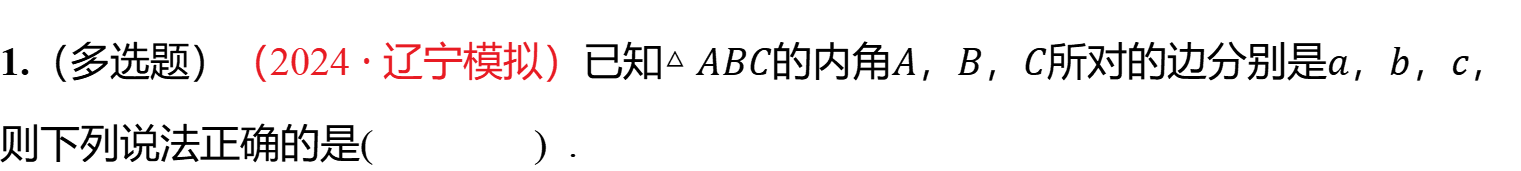 1.（多选题）（2024·辽宁模拟）已知△ ABC的内角A，B，C所对的边分别是a，b，c，
则下列说法正确的是(    ) .